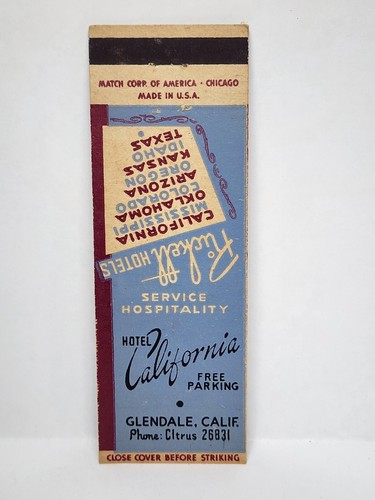 MATCH CORP. OF AMERICA · CHICAGO
MADE IN U.S.A.
Pickett HOTELS
CALIFORNIA
MISSISSIPPI
OKLAHOMA
COLORADO
ARIZONA
OREGON
KANSAS
IDAHO
TEXAS
SERVICE
HOSPITALITY
HOTEL
California
FREE
PARKING
GLENDALE, CALIF.
Phone: CItrus 26831
CLOSE COVER BEFORE STRIKING